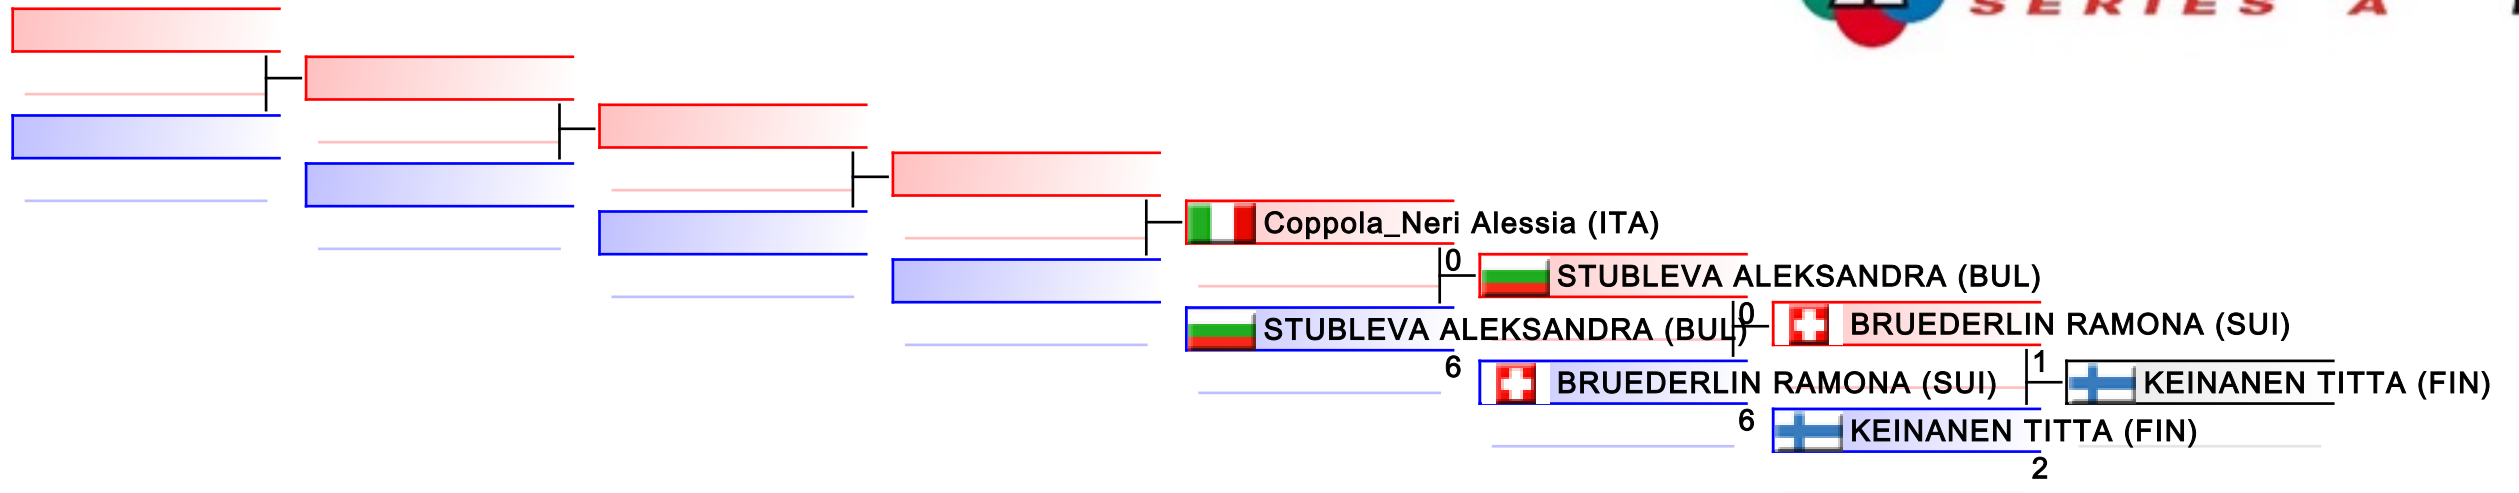 SERIES A
Coppola_Neri Alessia (ITA)
0
STUBLEVA ALEKSANDRA (BUL)
STUBLEVA ALEKSANDRA (BUL)
0
BRUEDERLIN RAMONA (SUI)
6
BRUEDERLIN RAMONA (SUI)
1
KEINANEN TITTA (FIN)
6
KEINANEN TITTA (FIN)
2